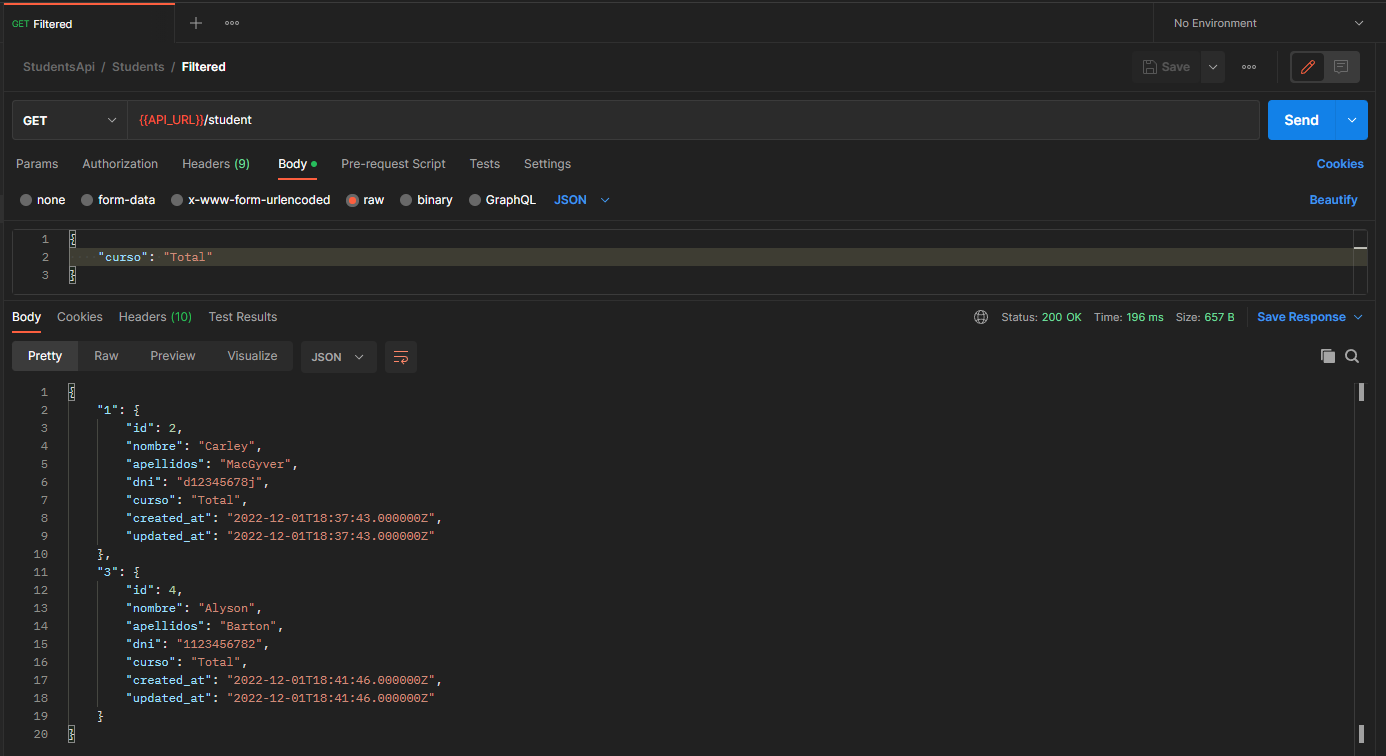 GET Filtered
No Environment
StudentsApi / Students / Filtered
Save
GET
{{API_URL}}/student
Send
Params Authorization Headers (9) Body Pre-request Script Tests Settings Cookies
none form-data x-www-form-urlencoded raw binary GraphQL JSON Beautify
1 {
2 "curso": "Total"
3 }
Body Cookies Headers (10) Test Results Status: 200 OK Time: 196 ms Size: 657 B Save Response
Pretty Raw Preview Visualize JSON
1 {
2 "1": {
3 "id": 2,
4 "nombre": "Carley",
5 "apellidos": "MacGyver",
6 "dni": "d12345678j",
7 "curso": "Total",
8 "created_at": "2022-12-01T18:37:43.000000Z",
9 "updated_at": "2022-12-01T18:37:43.000000Z"
10 },
11 "3": {
12 "id": 4,
13 "nombre": "Alyson",
14 "apellidos": "Barton",
15 "dni": "1123456782",
16 "curso": "Total",
17 "created_at": "2022-12-01T18:41:46.000000Z",
18 "updated_at": "2022-12-01T18:41:46.000000Z"
19 }
20 }